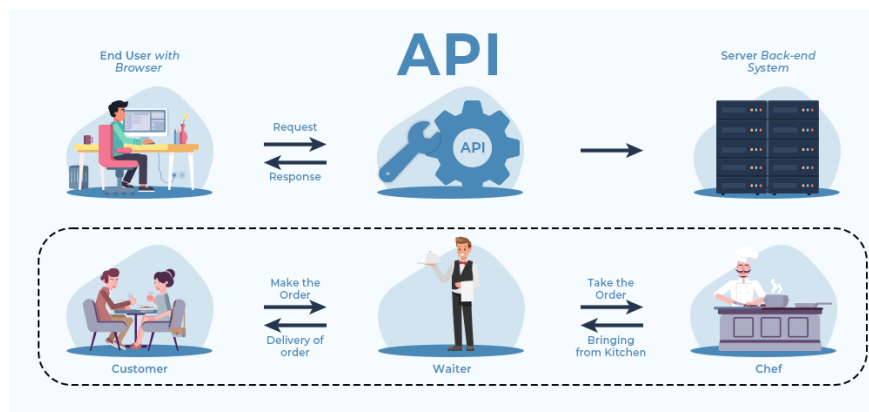 API
End User with
Browser
Server Back-end
System
Request
API
Response
Make the
Order
Take the
Order
Delivery of
order
Bringing
from Kitchen
Customer
Waiter
Chef